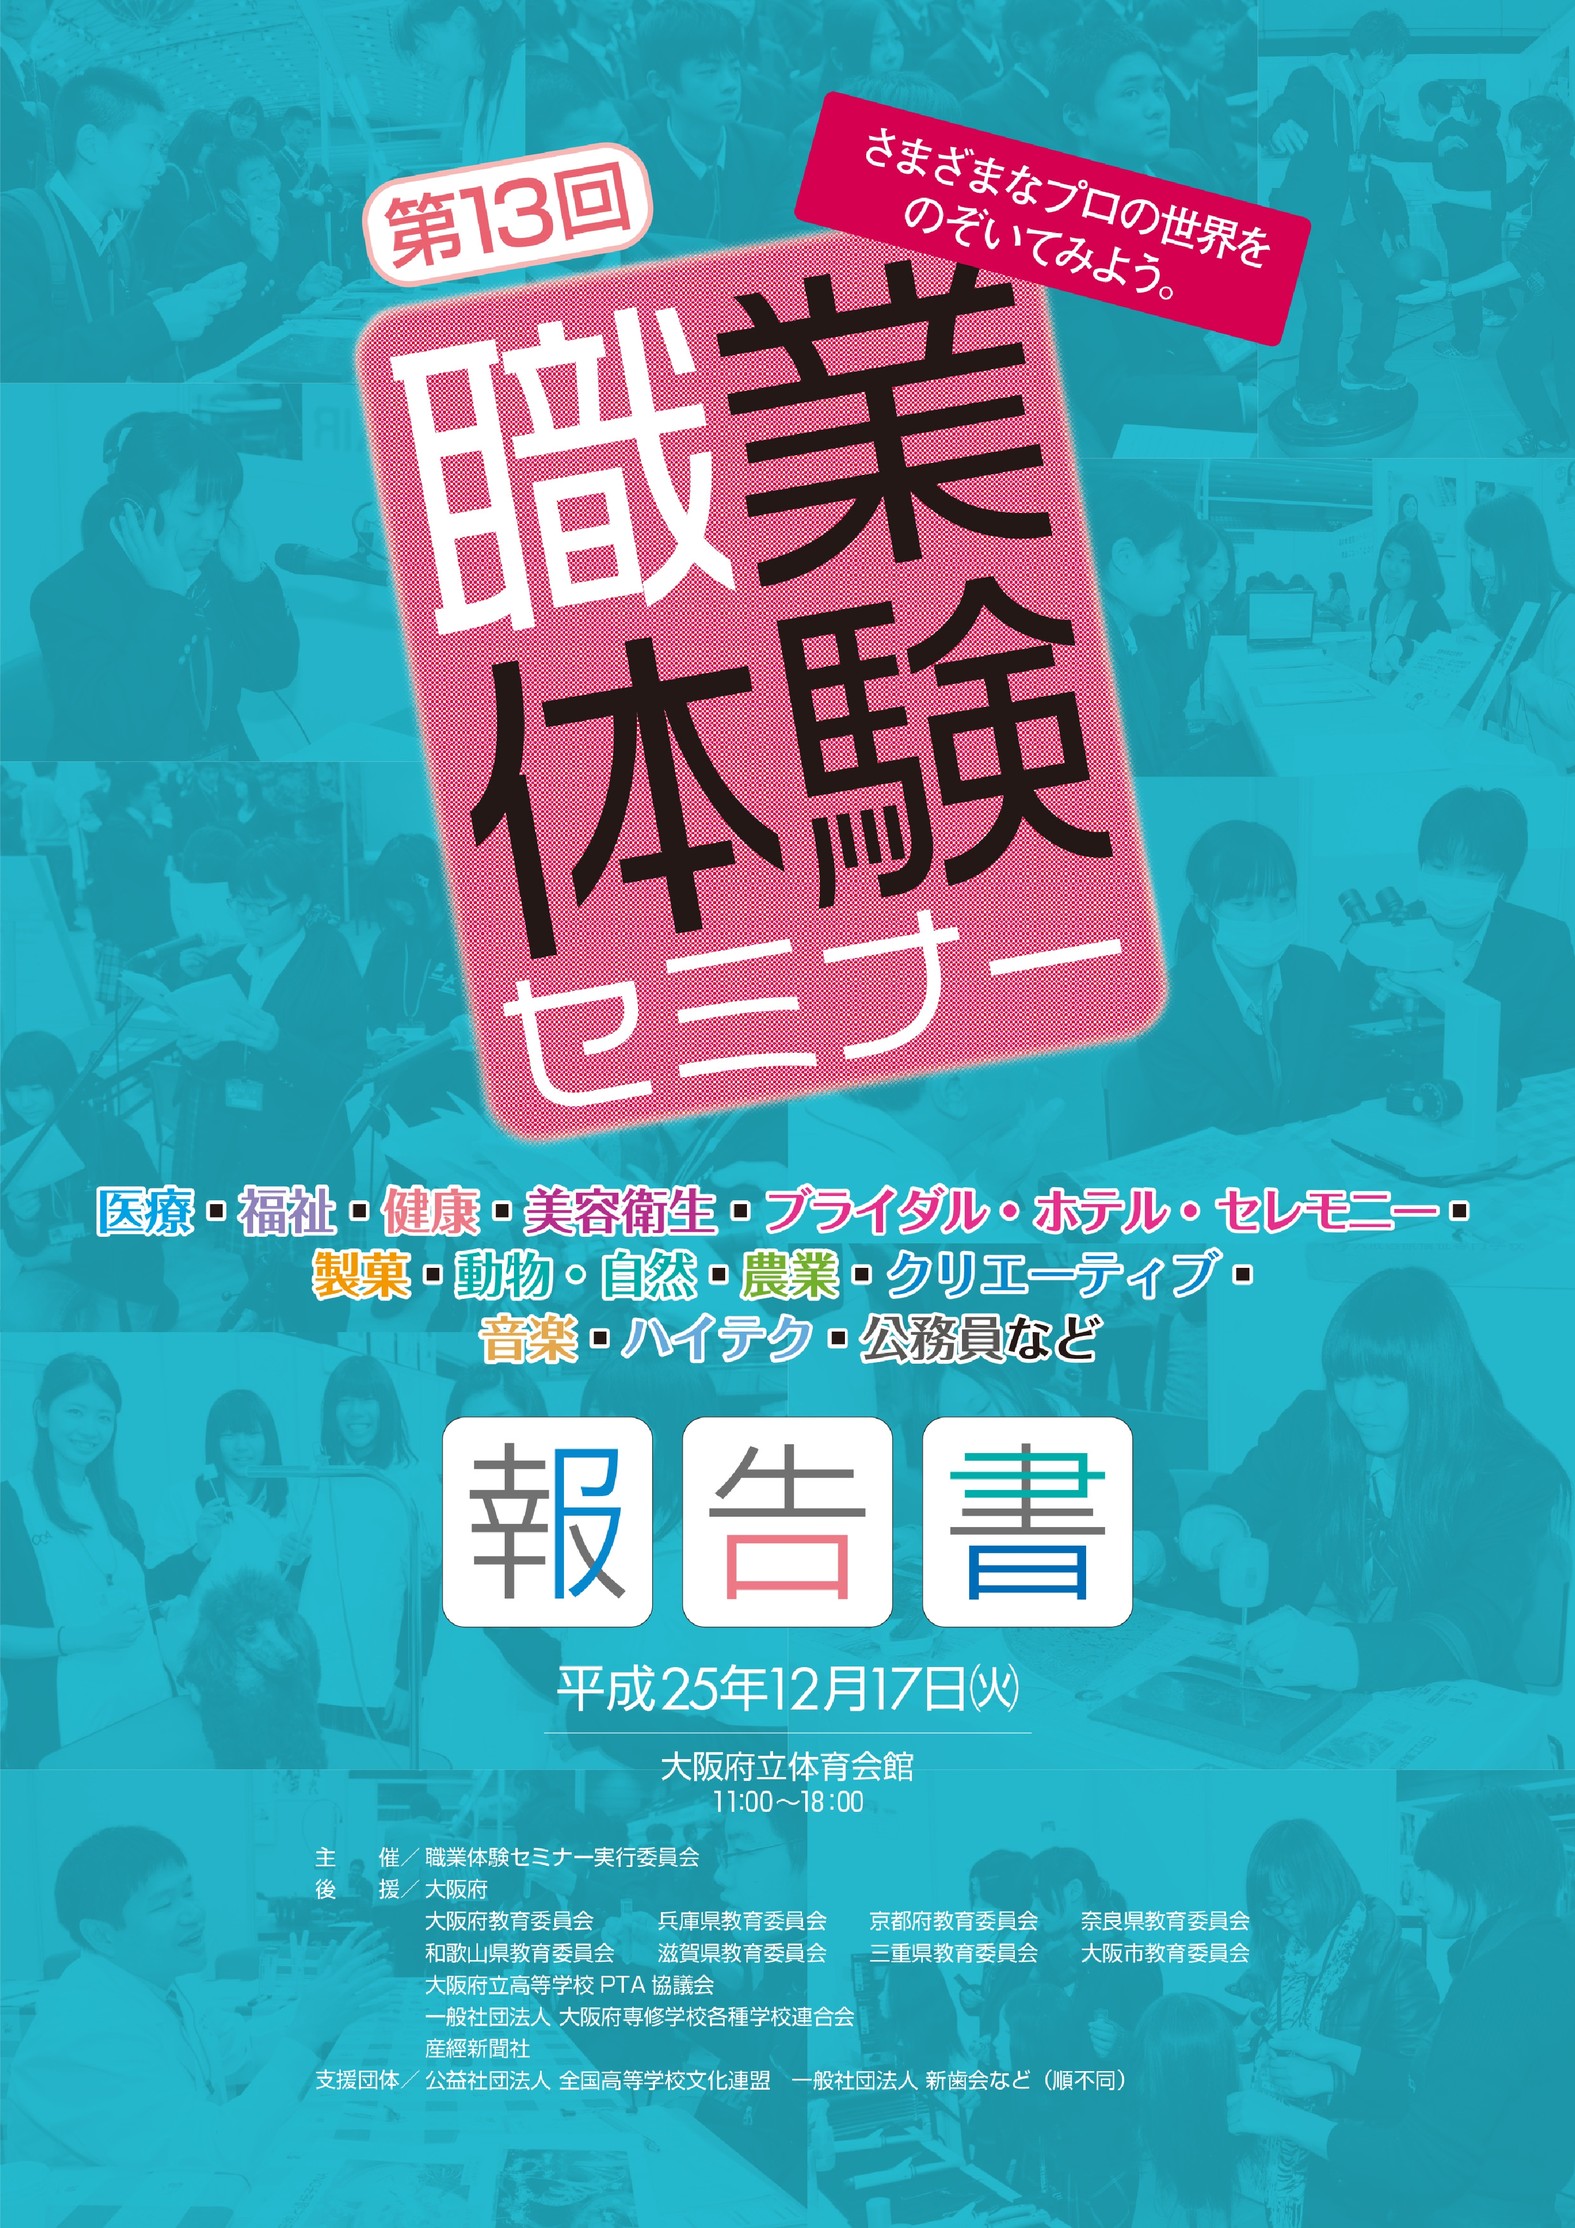 第13回
さまざまなプロの世界を
のぞいてみよう。
職業
体験
セミナー
医療・福祉・健康・美容衛生・ブライダル・ホテル・セレモニー・
製菓・動物・自然・農業・クリエーティブ・
音楽・ハイテク・公務員など
報告書
平成25年12月17日㈫
大阪府立体育会館
11:00〜18:00
主　　催／職業体験セミナー実行委員会
後　　援／大阪府
大阪府教育委員会　　　兵庫県教育委員会　　京都府教育委員会　　奈良県教育委員会
和歌山県教育委員会　　滋賀県教育委員会　　三重県教育委員会　　大阪市教育委員会
大阪府立高等学校 PTA 協議会
一般社団法人 大阪府専修学校各種学校連合会
産經新聞社
支援団体／公益社団法人 全国高等学校文化連盟　一般社団法人 新歯会など（順不同）